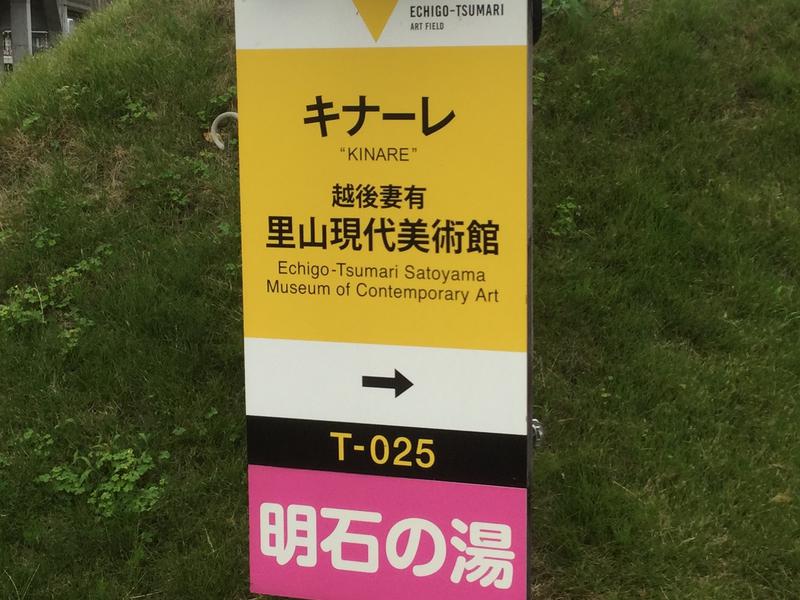 ECHIGO-TSUMARI
ART FIELD
キナーレ
“KINARE”
越後妻有
里山現代美術館
Echigo-Tsumari Satoyama
Museum of Contemporary Art
→
T-025
明石の湯